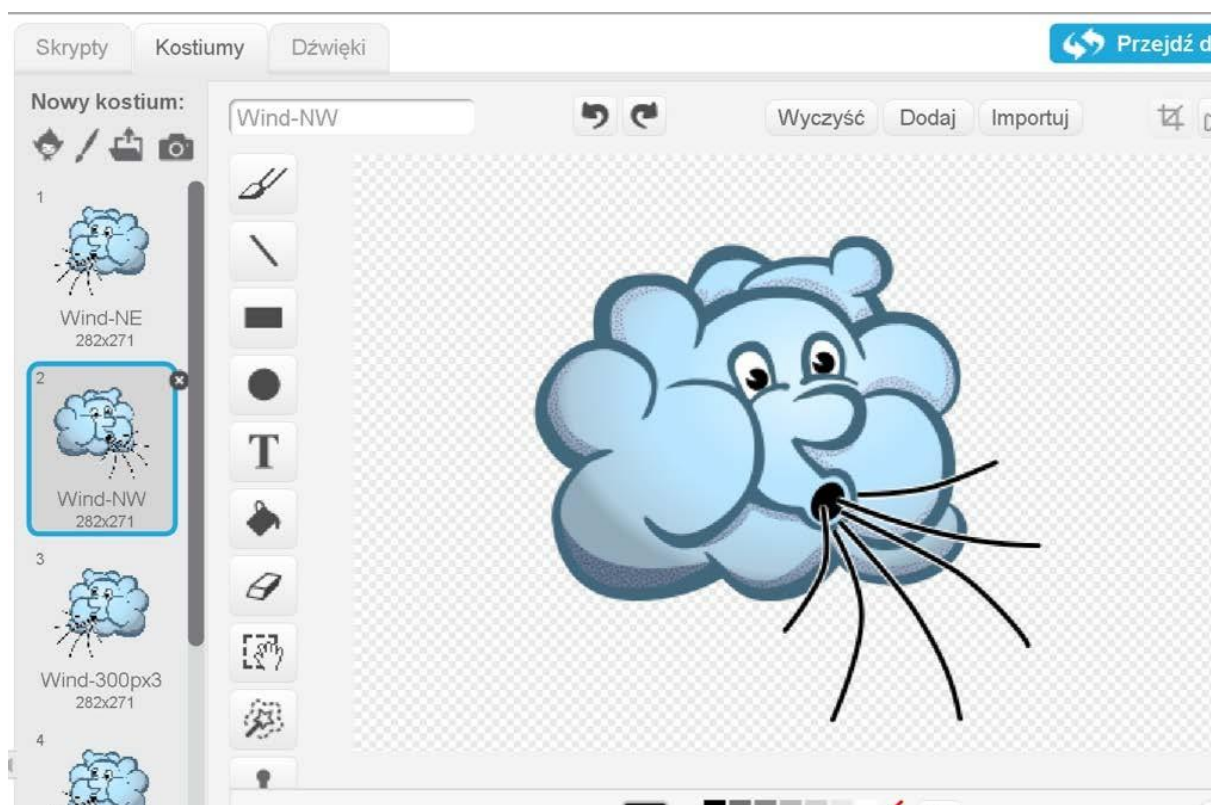 Skrypty Kostiumy Dźwięki
Przejdź d
Nowy kostium:
Wind-NW
Wyczyść Dodaj Importuj
1
Wind-NE
282x271
2
Wind-NW
282x271
T
3
Wind-300px3
282x271
4